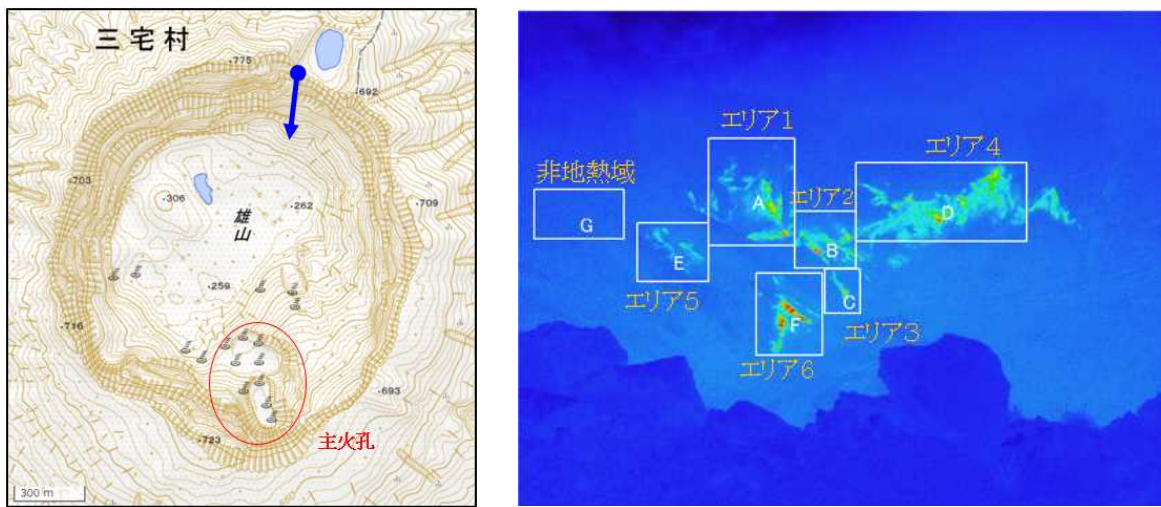 三宅村
・775
・692
・703
・306
雄山
・262
・709
・259
・716
・693
主火孔
・723
300 m
エリア1
エリア4
非地熱域
エリア2
A
G
D
B
E
エリア5
C
F
エリア3
エリア6